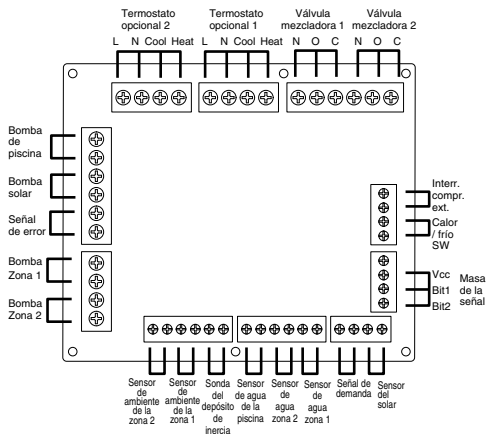 Termostato opcional 2
Termostato opcional 1
Válvula mezcladora 1
Válvula mezcladora 2
L N Cool Heat
L N Cool Heat
N O C
N O C
Bomba de piscina
Bomba solar
Señal de error
Bomba Zona 1
Bomba Zona 2
Interr. compr. ext.
Calor / frío SW
Vcc
Bit1
Bit2
Masa de la señal
Sensor de ambiente de la zona 2
Sensor de ambiente de la zona 1
Sonda del depósito de inercia
Sensor de agua de la piscina
Sensor de agua zona 2
Sensor de agua zona 1
Señal de demanda
Sensor del solar